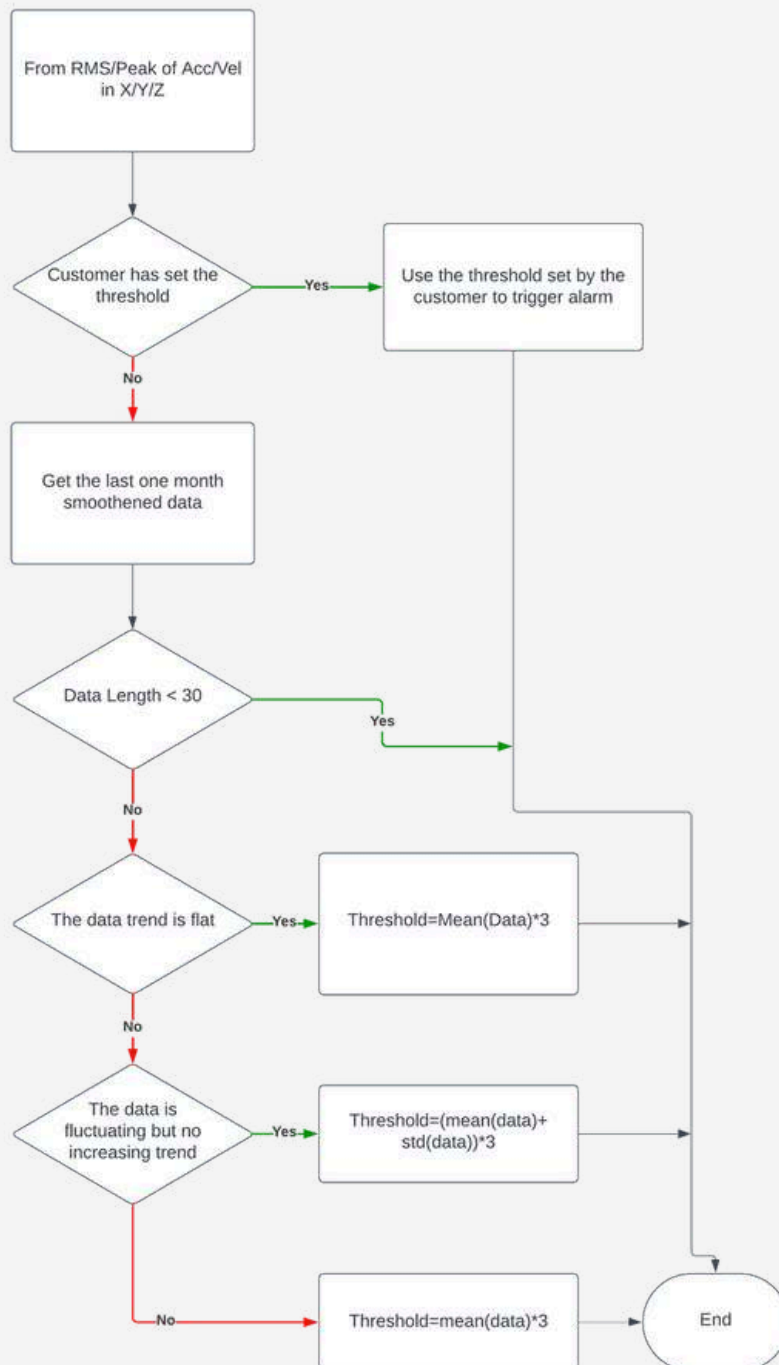 From RMS/Peak of Acc/Vel
in X/Y/Z
Customer has set the
threshold
Yes
Use the threshold set by the
customer to trigger alarm
No
Get the last one month
smoothened data
Data Length < 30
Yes
No
The data trend is flat
Yes
Threshold=Mean(Data)*3
No
The data is
fluctuating but no
increasing trend
Yes
Threshold=(mean(data)+
std(data))*3
No
Threshold=mean(data)*3
End